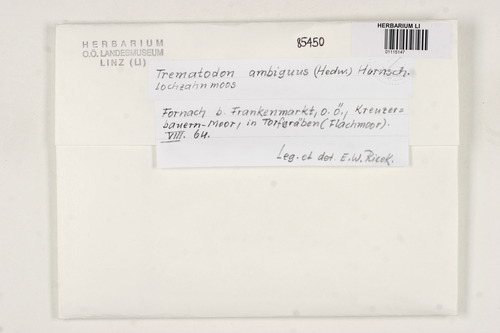 HERBARIUM
O.Ö. LANDESMUSEUM
LINZ (LI)
85450
HERBARIUM LI
01115147
Trematodon ambiguus (Hedw.) Hornsch.
Lochzahnmoos
Fornach b. Frankenmarkt, O.Ö., Kreuzer=
bauern-Moor, in Torfgräben (Flachmoor).
VIII. 64.
Leg. et det. E.W. Ricek.